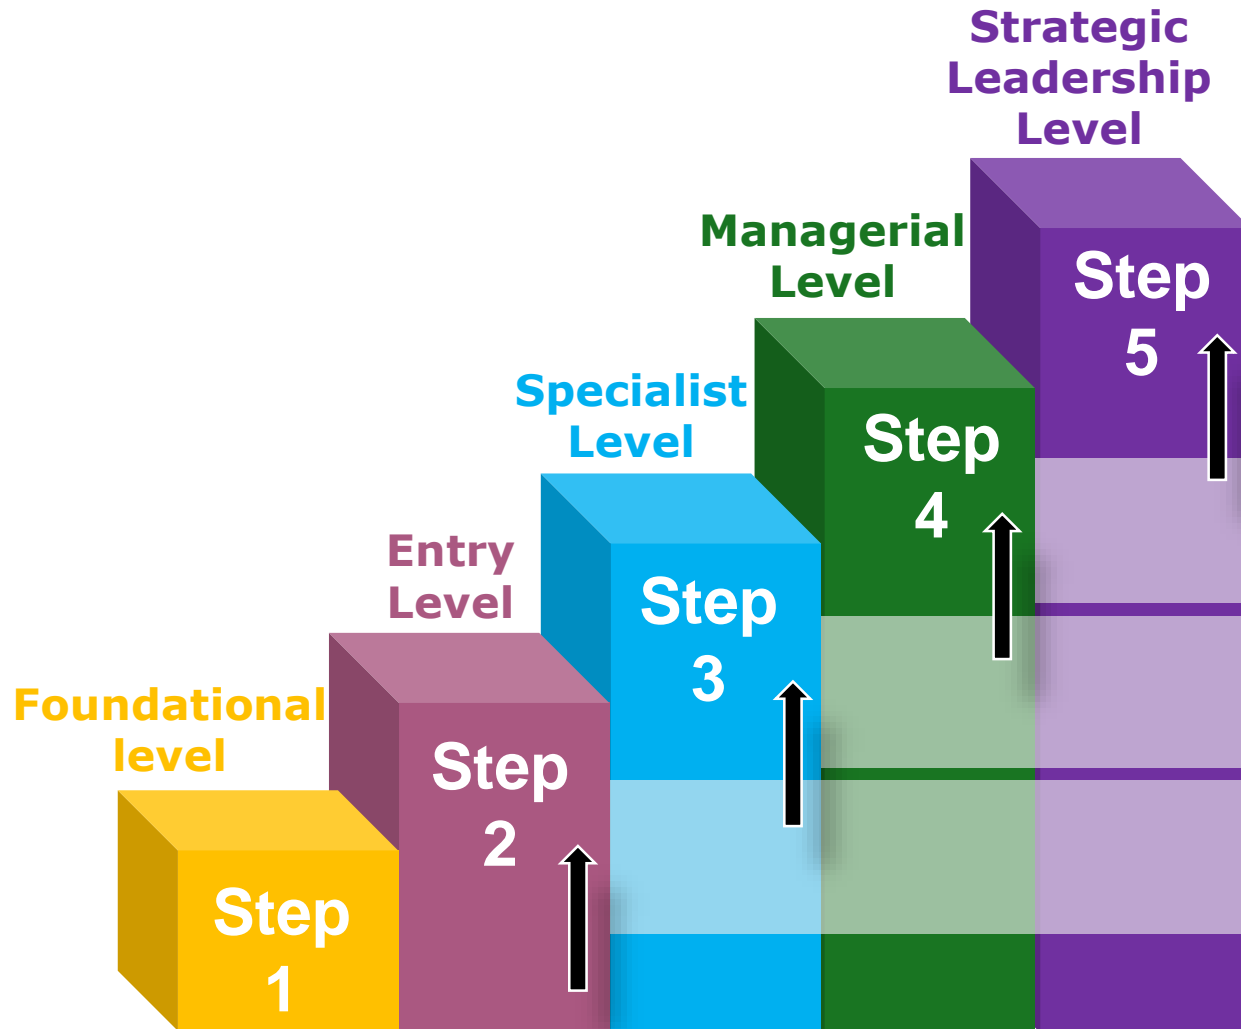 Foundational
level
Step
1
Entry
Level
Step
2
Specialist
Level
Step
3
Managerial
Level
Step
4
Strategic
Leadership
Level
Step
5